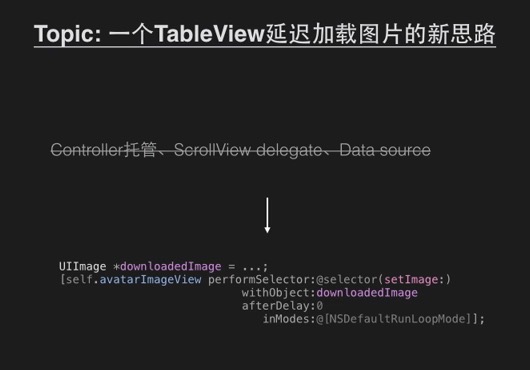 Topic: 一个TableView延迟加载图片的新思路
Controller托管、ScrollView delegate、Data source
UIImage *downloadedImage = ...;
[self.avatarImageView performSelector:@selector(setImage:)
withObject:downloadedImage
afterDelay:0
inModes:@[NSDefaultRunLoopMode]];